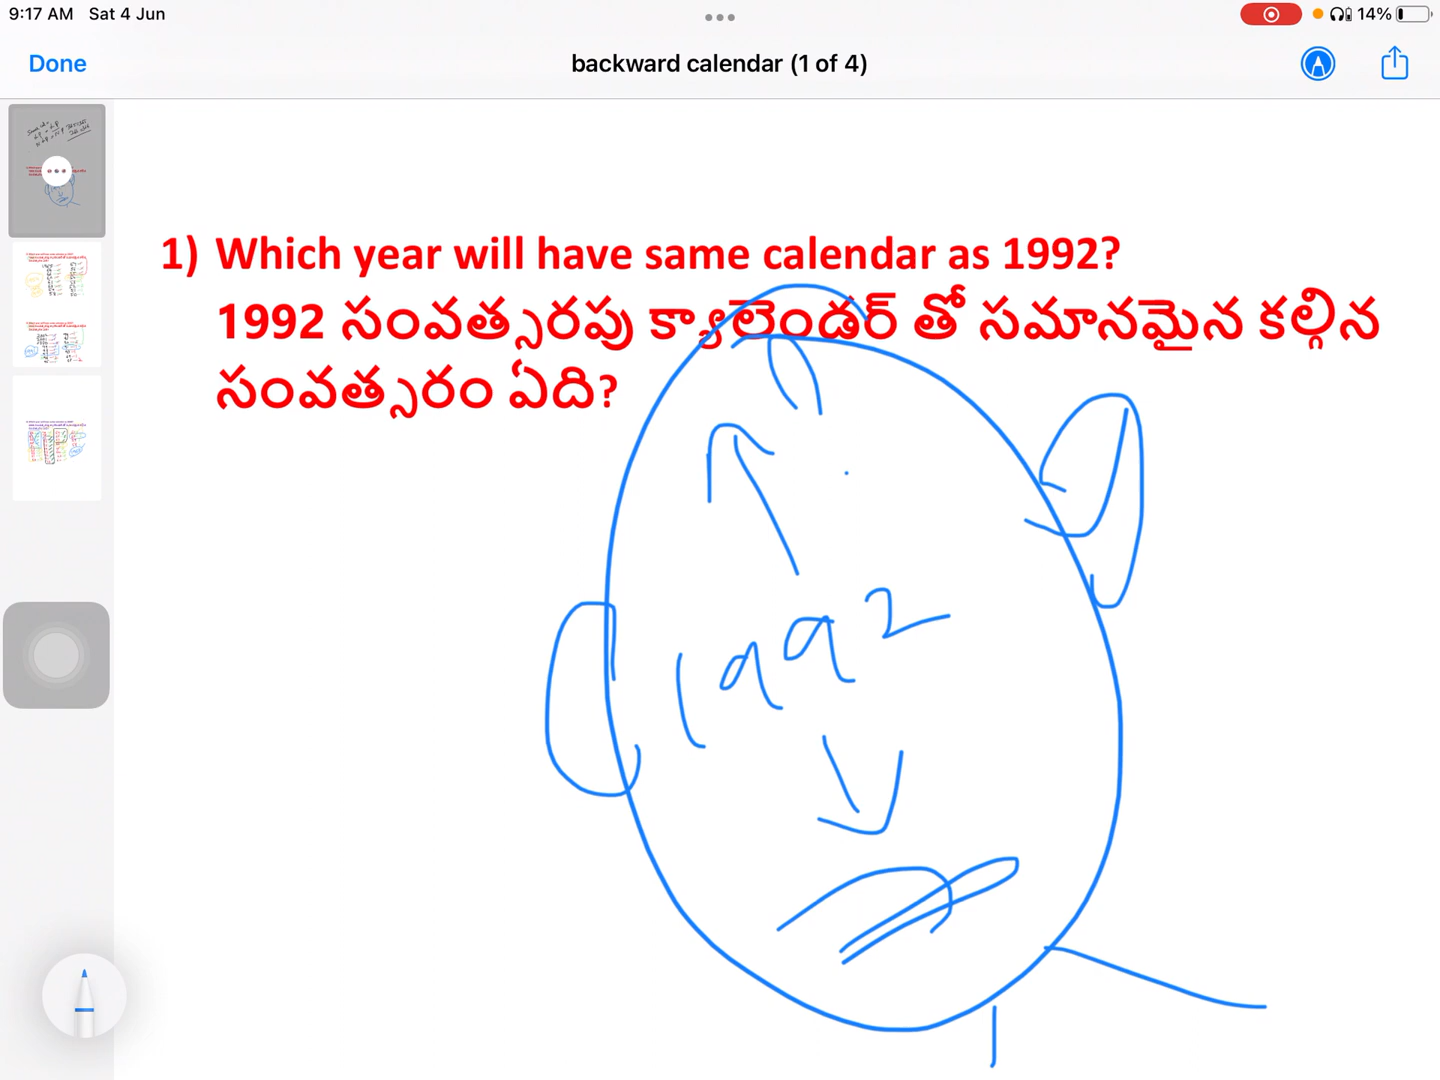 9:17 AM Sat 4 Jun
14%
Done
backward calendar (1 of 4)
1) Which year will have same calendar as 1992?
1992 సంవత్సరపు క్యాలెండర్ తో సమానమైన కల్గిన
సంవత్సరం ఏది?
1992